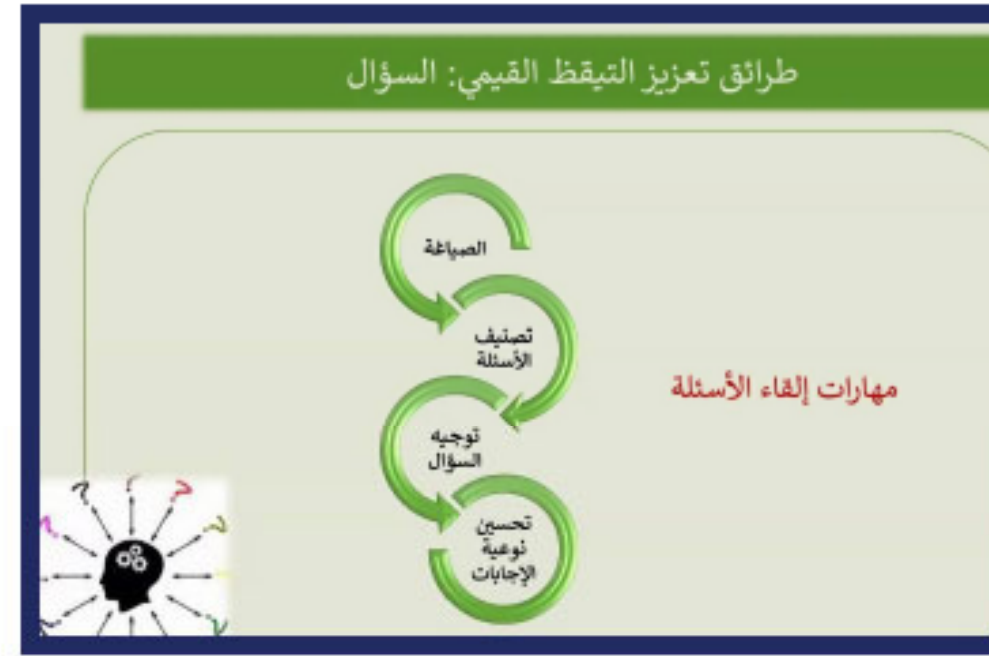 طرائق تعزيز التيقظ القيمي: السؤال
مهارات إلقاء الأسئلة
الصياغة
تصنيف
الأسئلة
توجيه
السؤال
تحسين
نوعية
الإجابات